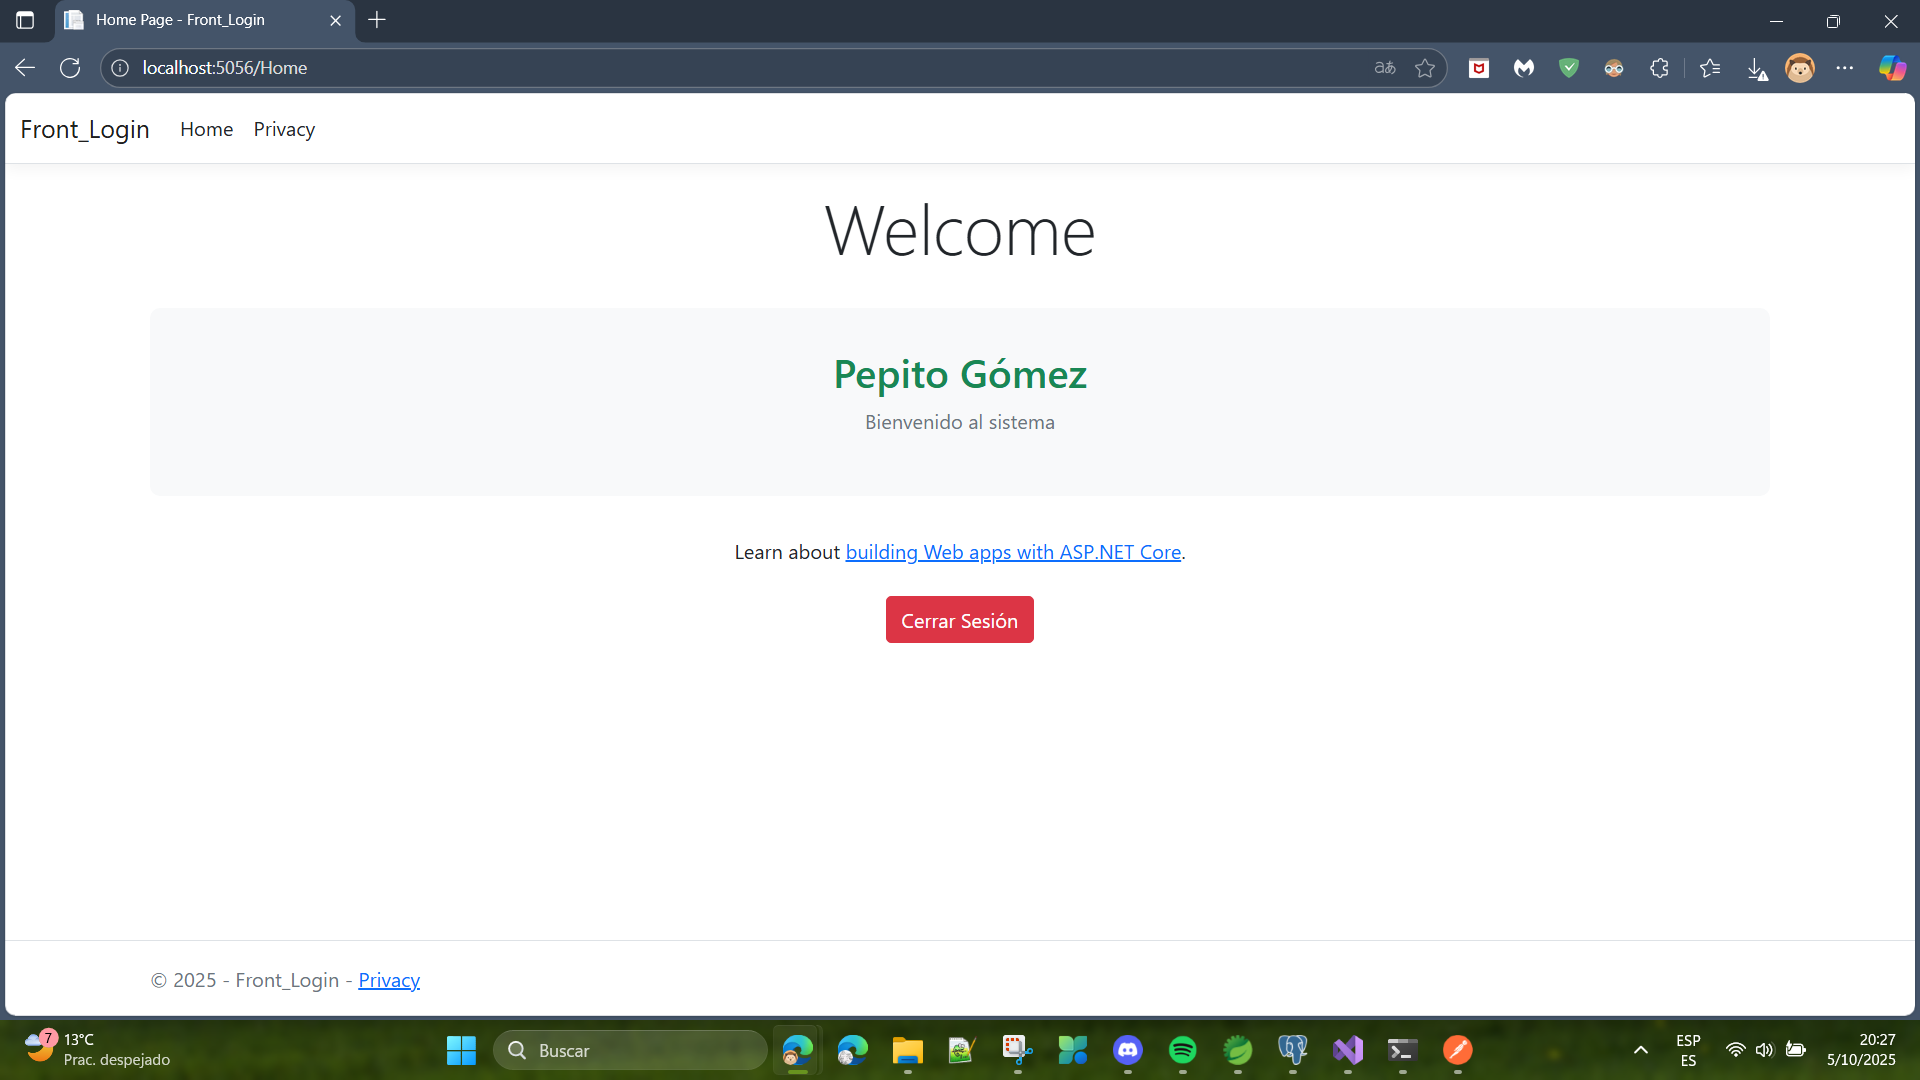 Home Page - Front_Login
localhost:5056/Home
Front_Login Home Privacy
Welcome
Pepito Gómez
Bienvenido al sistema
Learn about building Web apps with ASP.NET Core.
Cerrar Sesión
© 2025 - Front_Login - Privacy
7
13°C
Prac. despejado
Buscar
ESP
ES
20:27
5/10/2025